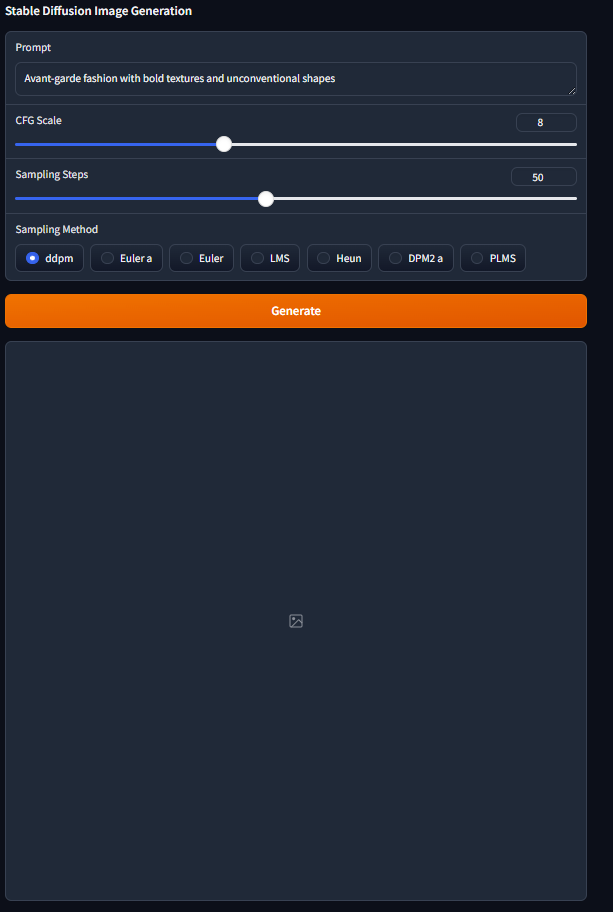 Stable Diffusion Image Generation
Prompt
Avant-garde fashion with bold textures and unconventional shapes
CFG Scale
8
Sampling Steps
50
Sampling Method
ddpm Euler a Euler LMS Heun DPM2 a PLMS
Generate